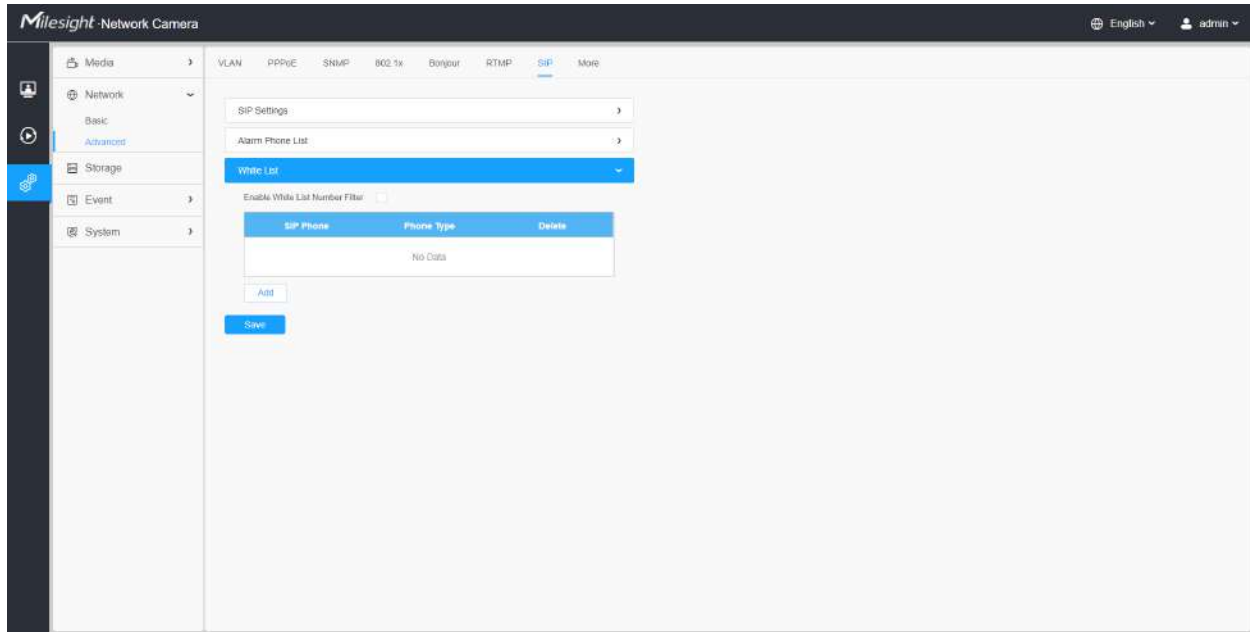 Milesight·Network Camera
English
admin
Media
Network
Basic
Advanced
Storage
Event
System
VLAN PPPoE SNMP 802.1x Bonjour RTMP SIP More
SIP Settings
Alarm Phone List
White List
Enable White List Number Filter
SIP Phone Phone Type Delete
No Data
Add
Save